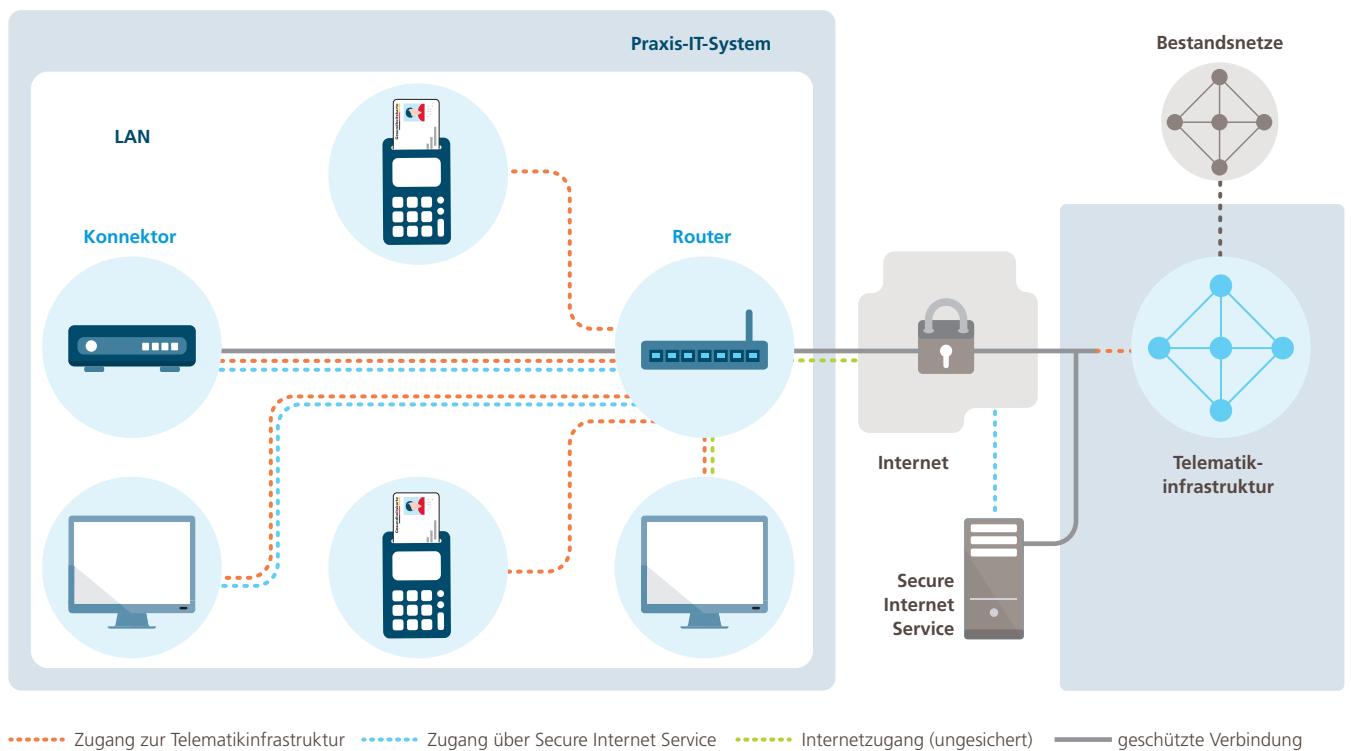 Praxis-IT-System
Bestandsnetze
LAN
Konnektor
Router
Internet
Telematik-
infrastruktur
Secure
Internet
Service
Zugang zur Telematikinfrastruktur
Zugang über Secure Internet Service
Internetzugang (ungesichert)
geschützte Verbindung